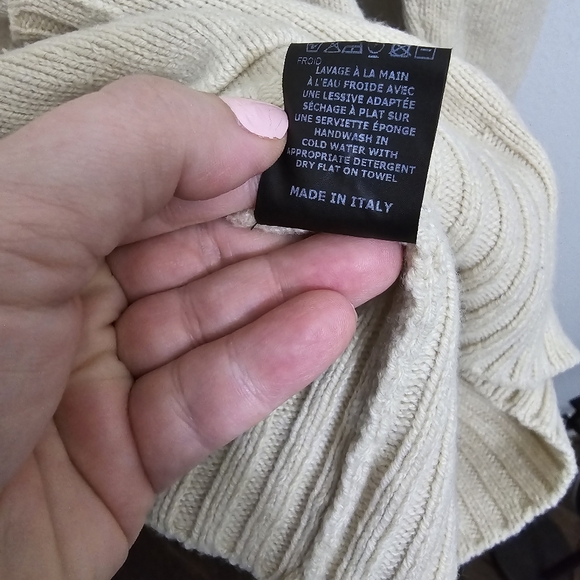 FROID
LAVAGE À LA MAIN
À L'EAU FROIDE AVEC
UNE LESSIVE ADAPTÉE
SÉCHAGE À PLAT SUR
UNE SERVIETTE ÉPONGE
HANDWASH IN
COLD WATER WITH
APPROPRIATE DETERGENT
DRY FLAT ON TOWEL
MADE IN ITALY